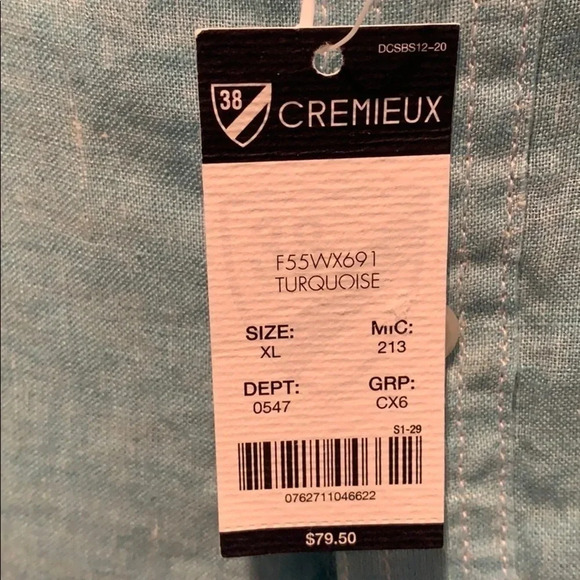 DCSBS12-20
38
CREMIEUX
F55WX691
TURQUOISE
SIZE: MIC:
XL 213
DEPT: GRP:
0547 CX6
S1-29
0762711046622
$79.50